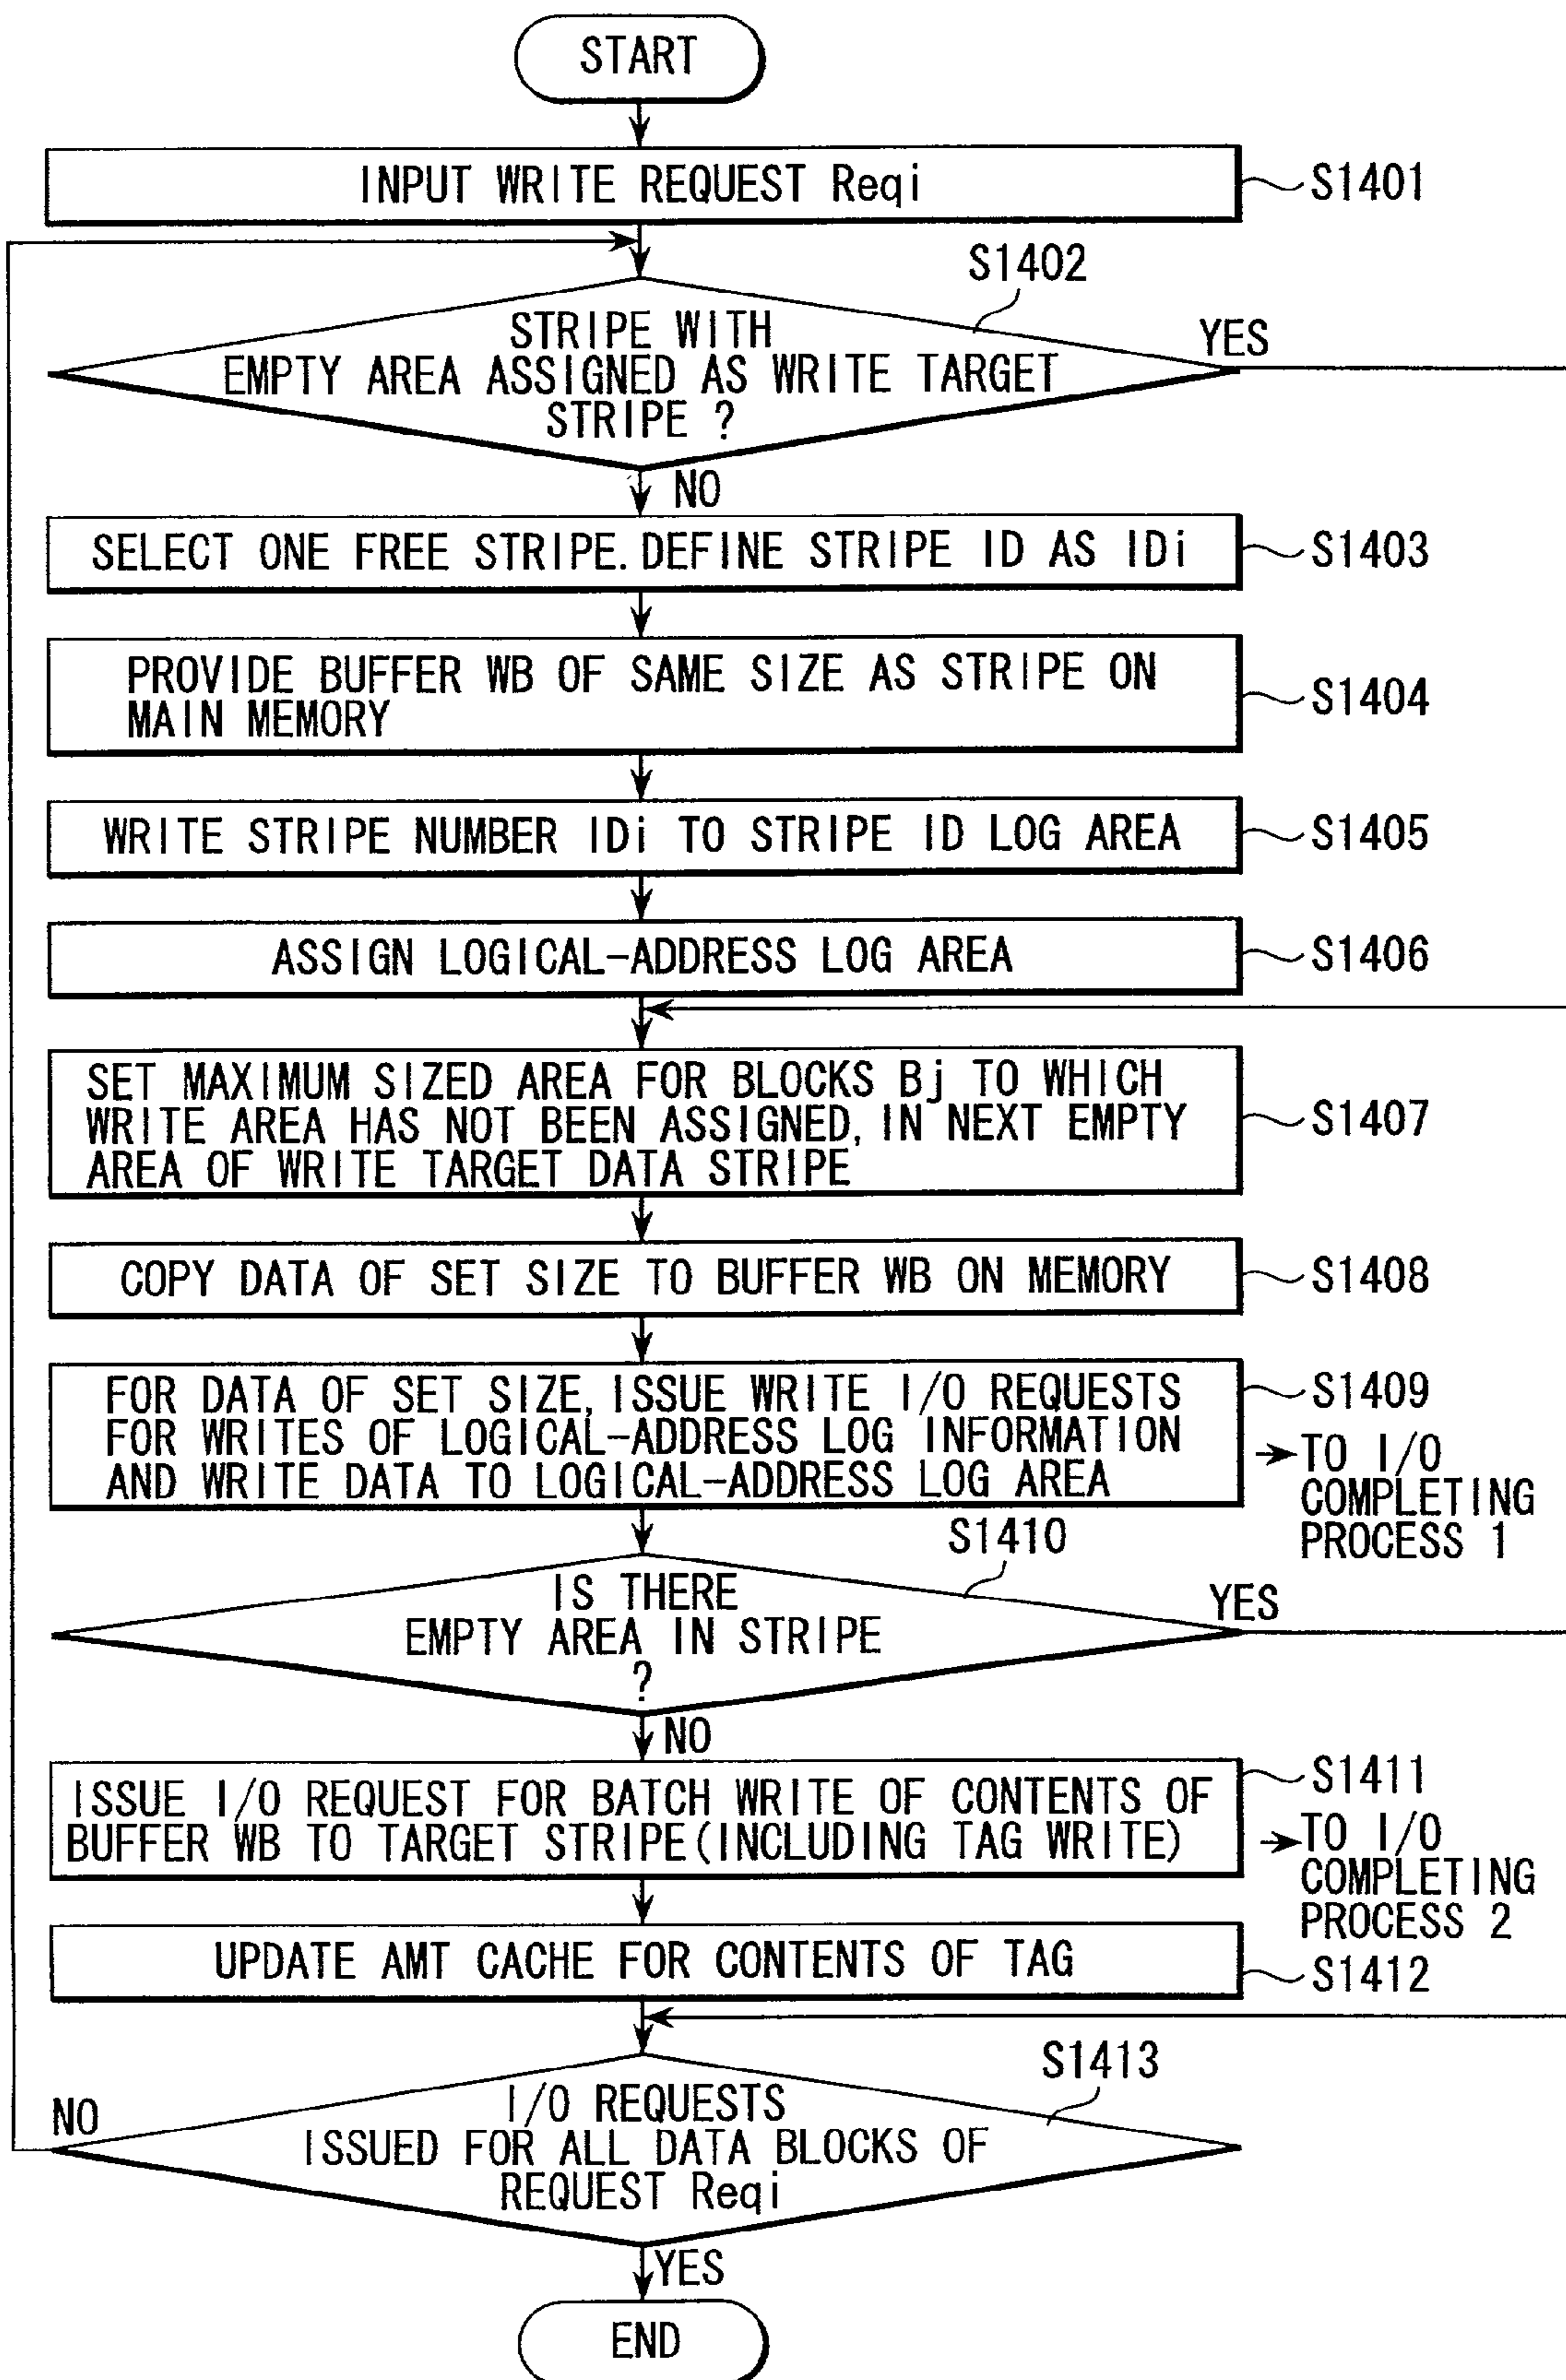 START
INPUT WRITE REQUEST Reqi
S1401
S1402
STRIPE WITH
EMPTY AREA ASSIGNED AS WRITE TARGET
STRIPE ?
YES
NO
SELECT ONE FREE STRIPE. DEFINE STRIPE ID AS IDi
S1403
PROVIDE BUFFER WB OF SAME SIZE AS STRIPE ON
MAIN MEMORY
S1404
WRITE STRIPE NUMBER IDi TO STRIPE ID LOG AREA
S1405
ASSIGN LOGICAL-ADDRESS LOG AREA
S1406
SET MAXIMUM SIZED AREA FOR BLOCKS Bj TO WHICH
WRITE AREA HAS NOT BEEN ASSIGNED, IN NEXT EMPTY
AREA OF WRITE TARGET DATA STRIPE
S1407
COPY DATA OF SET SIZE TO BUFFER WB ON MEMORY
S1408
FOR DATA OF SET SIZE, ISSUE WRITE I/O REQUESTS
FOR WRITES OF LOGICAL-ADDRESS LOG INFORMATION
AND WRITE DATA TO LOGICAL-ADDRESS LOG AREA
S1409
TO I/O
COMPLETING
PROCESS 1
S1410
IS THERE
EMPTY AREA IN STRIPE
?
YES
NO
ISSUE I/O REQUEST FOR BATCH WRITE OF CONTENTS OF
BUFFER WB TO TARGET STRIPE(INCLUDING TAG WRITE)
S1411
TO I/O
COMPLETING
PROCESS 2
UPDATE AMT CACHE FOR CONTENTS OF TAG
S1412
S1413
I/O REQUESTS
ISSUED FOR ALL DATA BLOCKS OF
REQUEST Reqi
NO
YES
END